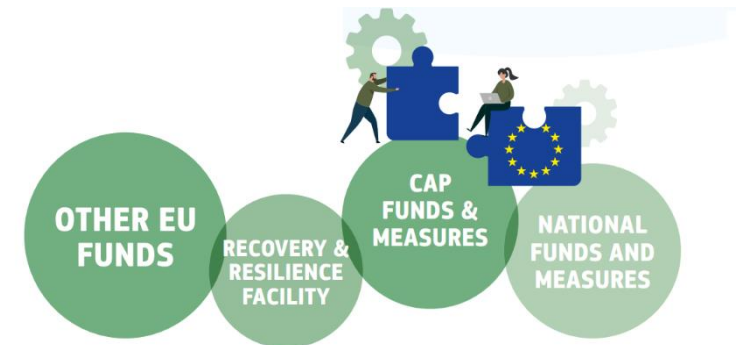 OTHER EU
FUNDS
RECOVERY &
RESILIENCE
FACILITY
CAP
FUNDS &
MEASURES
NATIONAL
FUNDS AND
MEASURES